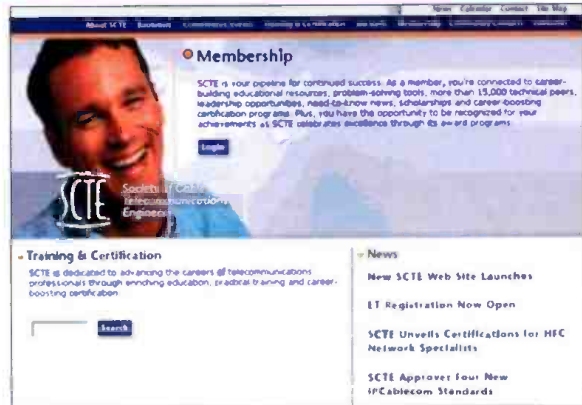 News Calendar Contact Site Map
About SCTE
Membership
SCTE is your pipeline for continued success. As a member, you're connected to career-
building educational resources, problem-solving tools, more than 15,000 technical peers,
leadership opportunities, need-to-know news, scholarships and career-boosting
certification programs. Plus, you have the opportunity to be recognized for your
achievements as SCTE celebrates excellence through its award programs.
Login
SCTE
Society of Cable
Telecommunications
Engineers
Training & Certification
SCTE is dedicated to advancing the careers of telecommunications
professionals through enriching education, practical training and career-
boosting certification.
Search
News
New SCTE Web Site Launches
ET Registration Now Open
SCTE Unveils Certifications for HFC
Network Specialists
SCTE Approves Four New
IPCablecom Standards